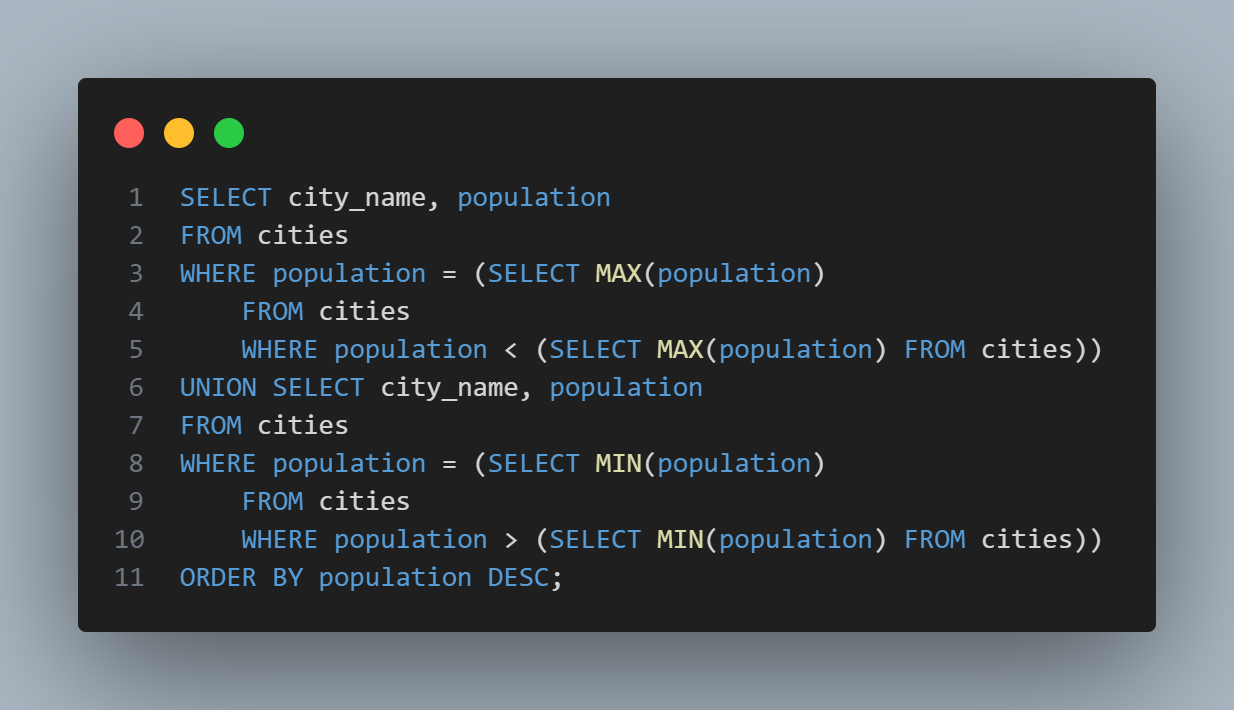 1 SELECT city_name, population
2 FROM cities
3 WHERE population = (SELECT MAX(population)
4     FROM cities
5     WHERE population < (SELECT MAX(population) FROM cities))
6 UNION SELECT city_name, population
7 FROM cities
8 WHERE population = (SELECT MIN(population)
9     FROM cities
10     WHERE population > (SELECT MIN(population) FROM cities))
11 ORDER BY population DESC;